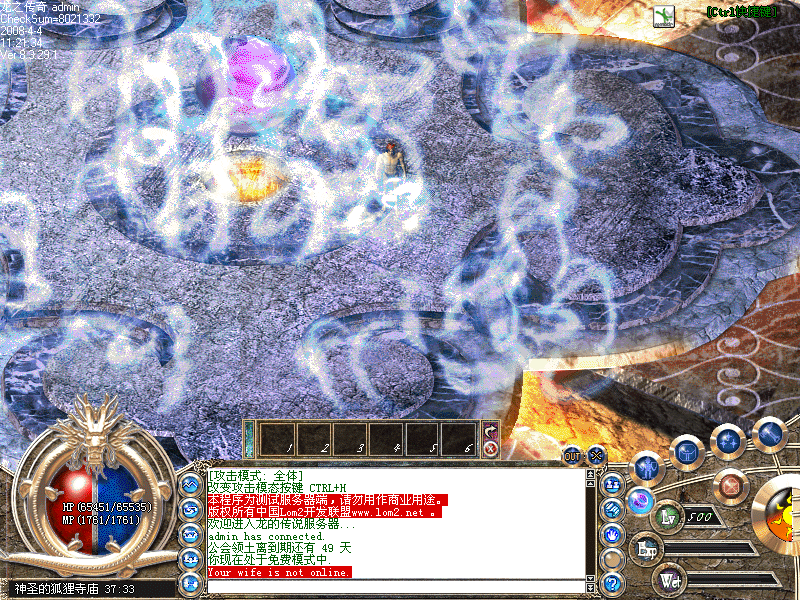 龙之传奇 admin
CheckSum=8021332
2008-4-4
11:21:34
Ver 8.3.29.1
[Ctrl快捷键]
1 2 3 4 5 6
OUT
HP (65451/65535)
MP (1761/1761)
[攻击模式: 全体]
改变攻击模态按键 CTRL+H
本程序为测试服务器端，请勿用作商业用途。
版权所有中国Lom2开发联盟www.lom2.net 。
欢迎进入龙的传说服务器...
admin has connected.
公会领土离到期还有 49 天
你现在处于免费模式中.
Your wife is not online.
Lv 500
Exp
Wet
神圣的狐狸寺庙 37:33